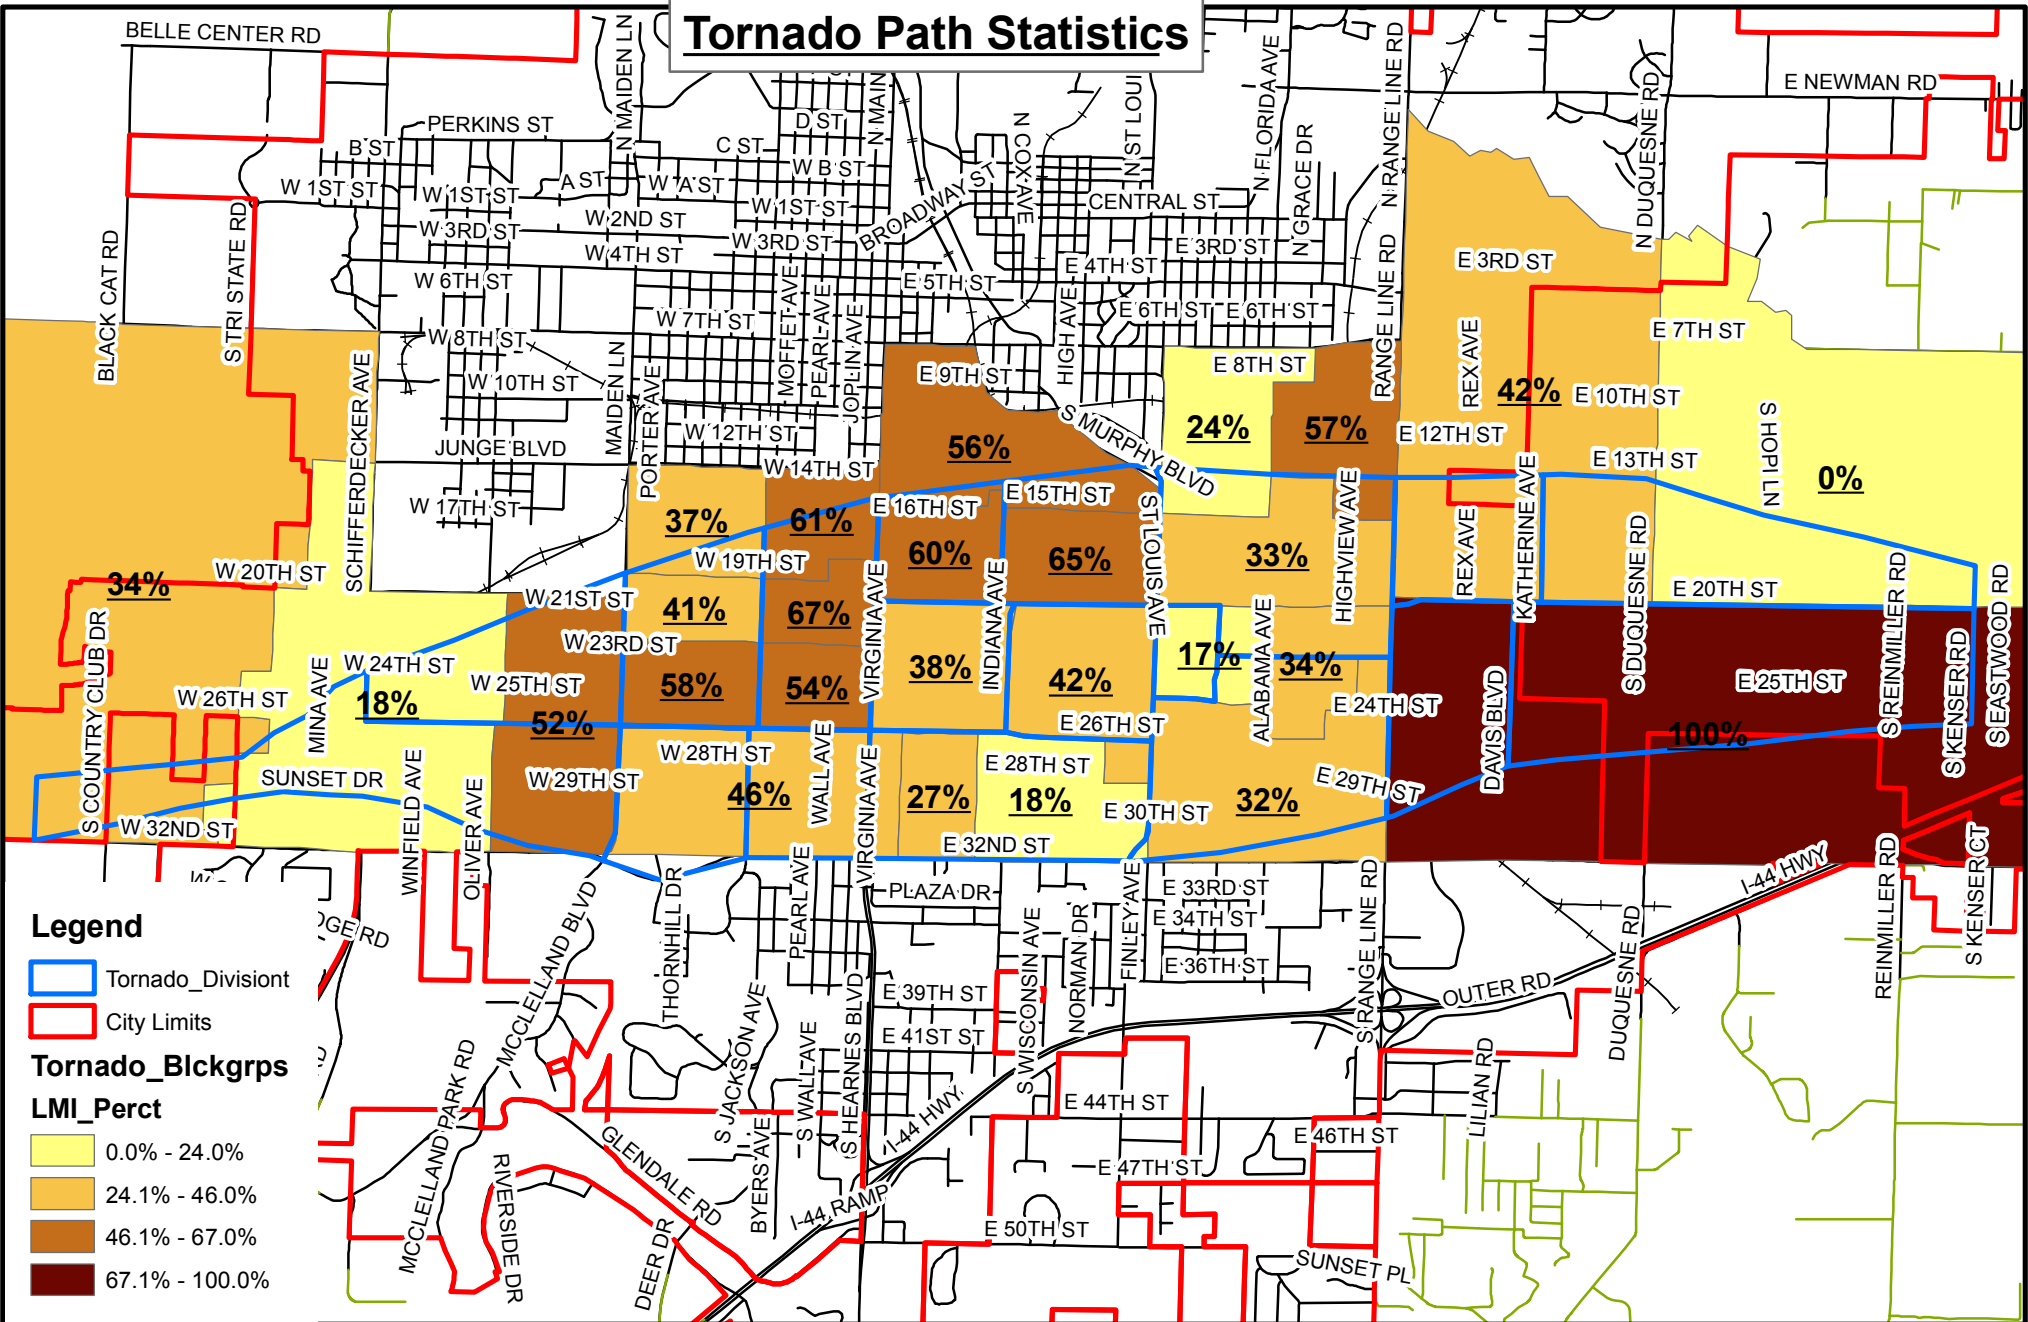 Tornado Path Statistics
BELLE CENTER RD
N MAIDEN LN
N MAIN
N ST LOUI
N FLORIDA AVE
N RANGE LINE RD
N DUQUESNE RD
E NEWMAN RD
PERKINS ST
D ST
N COX AVE
N GRACE DR
B ST
C ST
W B ST
W 1ST ST
W 1ST ST
A ST
W A ST
W 1ST ST
BROADWAY ST
CENTRAL ST
W 2ND ST
W 3RD ST
W 3RD ST
W 4TH ST
E 3RD ST
E 3RD ST
BLACK CAT RD
S TRI STATE RD
W 6TH ST
MOFFET AVE
PEARL AVE
JOPLIN AVE
E 5TH ST
E 4TH ST
HIGH AVE
E 6TH ST
E 6TH ST
RANGE LINE RD
W 7TH ST
W 8TH ST
E 7TH ST
REX AVE
SCHIFFERDECKER AVE
W 10TH ST
MAIDEN LN
PORTER AVE
E 9TH ST
E 8TH ST
42%
E 10TH ST
S HOPI LN
W 12TH ST
S MURPHY BLVD
24%
57%
E 12TH ST
JUNGE BLVD
56%
W 14TH ST
E 13TH ST
0%
W 17TH ST
37%
61%
E 16TH ST
E 15TH ST
ST LOUIS AVE
HIGHVIEW AVE
KATHERINE AVE
REX AVE
W 19TH ST
60%
65%
33%
S DUQUESNE RD
W 20TH ST
34%
E 20TH ST
S REINMILLER RD
S EASTWOOD RD
W 21ST ST
41%
67%
VIRGINIA AVE
INDIANA AVE
ALABAMA AVE
S COUNTRY CLUB DR
W 23RD ST
W 24TH ST
MINA AVE
W 25TH ST
58%
54%
38%
42%
17%
34%
DAVIS BLVD
E 25TH ST
S KENSER RD
W 26TH ST
18%
52%
E 26TH ST
E 24TH ST
100%
W 28TH ST
WALL AVE
VIRGINIA AVE
E 28TH ST
SUNSET DR
WINFIELD AVE
OLIVER AVE
W 29TH ST
46%
27%
18%
E 30TH ST
32%
E 29TH ST
W 32ND ST
E 32ND ST
S KENSER CT
REINMILLER RD
I-44 HWY
PEARL AVE
PLAZA DR
FINLEY AVE
E 33RD ST
S RANGE LINE RD
MCCLELLAND BLVD
THORNHILL DR
S WISCONSIN AVE
NORMAN DR
E 34TH ST
E 36TH ST
DUQUESNE RD
OUTER RD
DGE RD
E 39TH ST
E 41ST ST
S JACKSON AVE
S WALL AVE
S HEARNES BLVD
I-44 HWY
E 44TH ST
LILIAN RD
E 46TH ST
MCCLELLAND PARK RD
GLENDALE RD
BYERS AVE
E 47TH ST
RIVERSIDE DR
DEER DR
I-44 RAMP
E 50TH ST
SUNSET PL
Legend
Tornado_Divisiont
City Limits
Tornado_Blckgrps
LMI_Perct
0.0% - 24.0%
24.1% - 46.0%
46.1% - 67.0%
67.1% - 100.0%